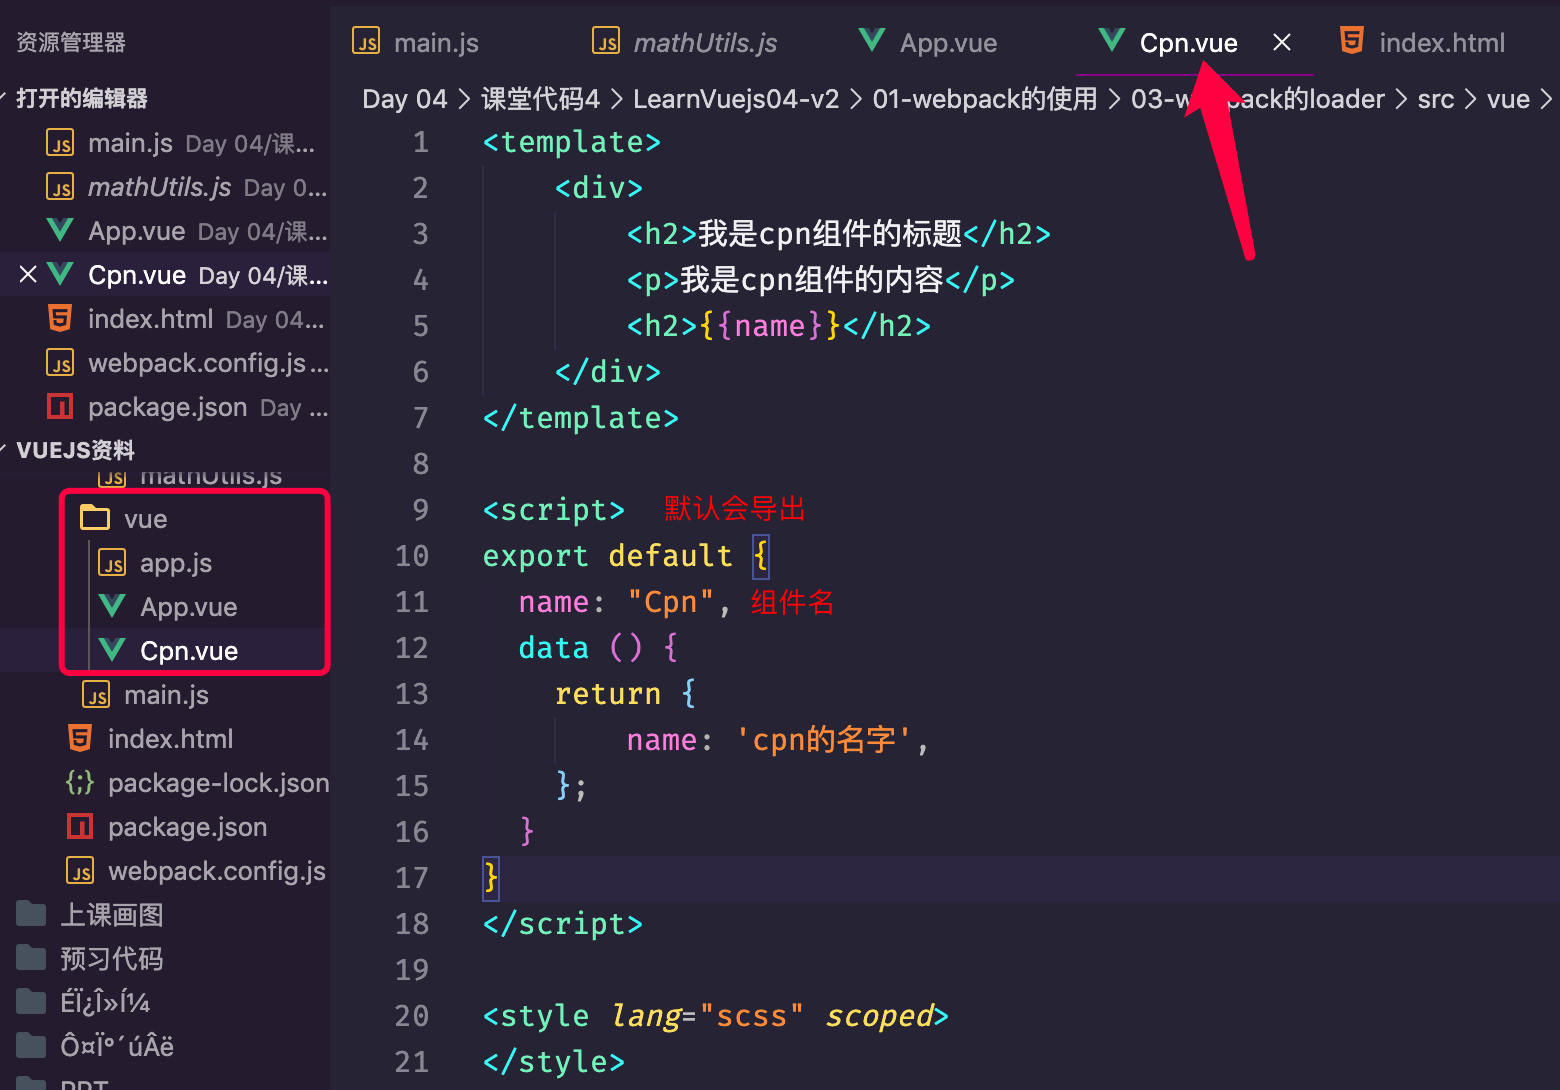 资源管理器
打开的编辑器
main.js Day 04/课...
mathUtils.js Day 0...
App.vue Day 04/课...
Cpn.vue Day 04/课...
index.html Day 04...
webpack.config.js ...
package.json Day ...
VUEJS资料
mathUtils.js
vue
app.js
App.vue
Cpn.vue
main.js
index.html
package-lock.json
package.json
webpack.config.js
上课画图
预习代码
ÉÏ¿Î»Í¼
Ô¤Ï°´úÂë
PPT
main.js mathUtils.js App.vue Cpn.vue index.html
Day 04 > 课堂代码4 > LearnVuejs04-v2 > 01-webpack的使用 > 03-webpack的loader > src > vue >
1 <template>
2 <div>
3 <h2>我是cpn组件的标题</h2>
4 <p>我是cpn组件的内容</p>
5 <h2>{{name}}</h2>
6 </div>
7 </template>
8
9 <script> 默认会导出
10 export default {
11 name: "Cpn", 组件名
12 data () {
13 return {
14 name: 'cpn的名字',
15 };
16 }
17 }
18 </script>
19
20 <style lang="scss" scoped>
21 </style>